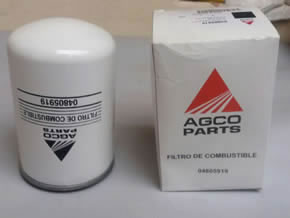 FILTRO DE COMBUSTIBLE
04805919
AGCO
PARTS
AGCO
PARTS
FILTRO DE COMBUSTIBLE
04805919